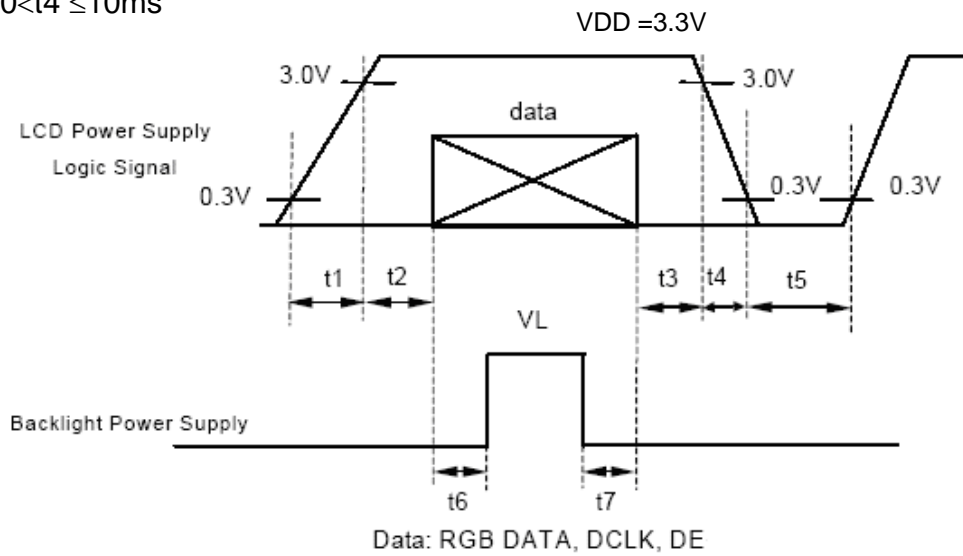 0<t4 ≤10ms
VDD =3.3V
3.0V
3.0V
data
LCD Power Supply
Logic Signal
0.3V
0.3V
0.3V
t1
t2
t3
t4
t5
VL
Backlight Power Supply
t6
t7
Data: RGB DATA, DCLK, DE